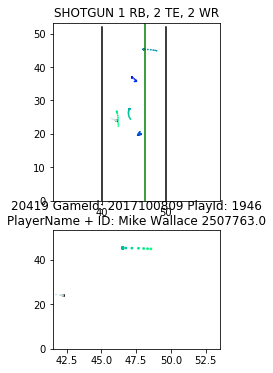 SHOTGUN 1 RB, 2 TE, 2 WR
50
40
30
20
10
0
40 50
20419 GameId: 2017100809 PlayId: 1946
PlayerName + ID: Mike Wallace 2507763.0
40
20
0
42.5 45.0 47.5 50.0 52.5